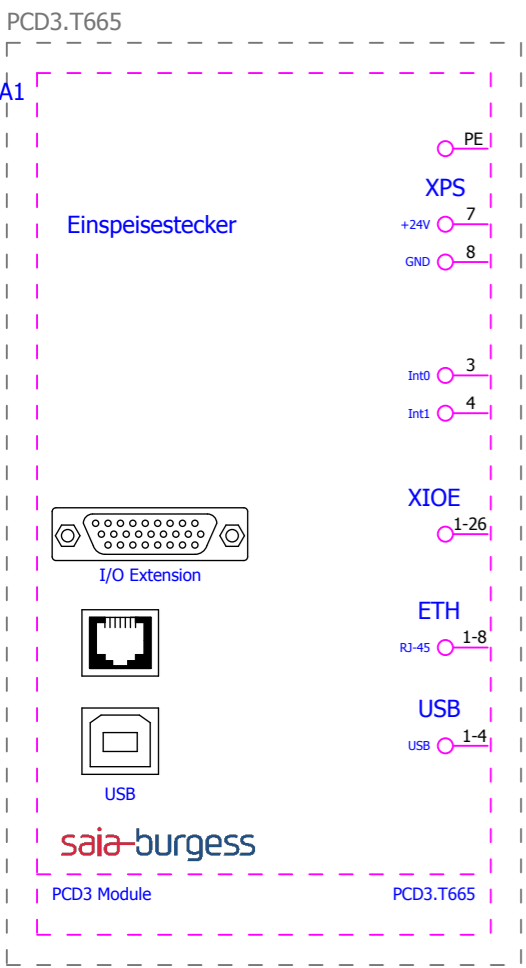 PCD3.T665
A1
PE
XPS
Einspeisestecker
+24V 7
GND 8
Int0 3
Int1 4
XIOE
1-26
I/O Extension
ETH
RJ-45 1-8
USB
USB 1-4
USB
saia-burgess
PCD3 Module PCD3.T665